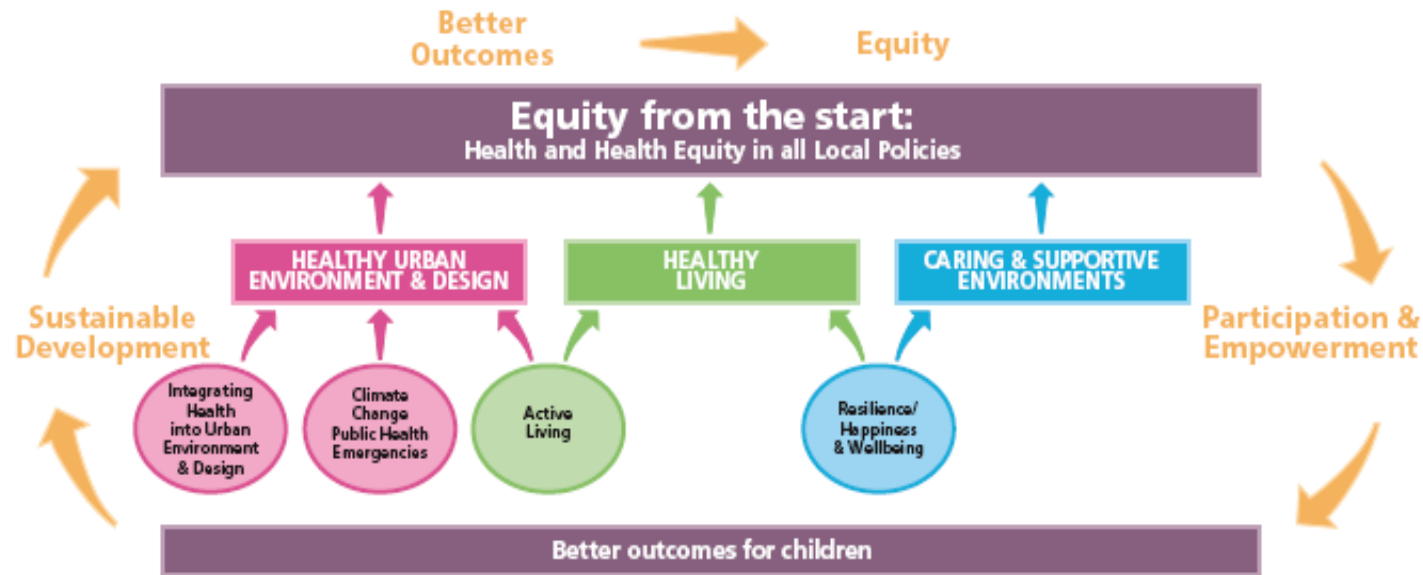 Better
Outcomes
Equity
Equity from the start:
Health and Health Equity in all Local Policies
HEALTHY URBAN
ENVIRONMENT & DESIGN
HEALTHY
LIVING
CARING & SUPPORTIVE
ENVIRONMENTS
Sustainable
Development
Participation &
Empowerment
Integrating
Health
into Urban
Environment
& Design
Climate
Change
Public Health
Emergencies
Active
Living
Resilience/
Happiness
& Wellbeing
Better outcomes for children